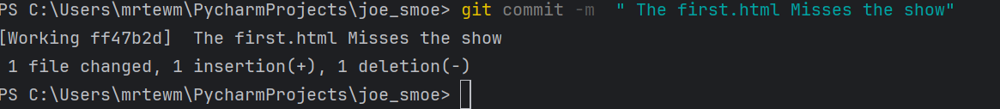 PS C:\Users\mrtewm\PycharmProjects\joe_smoe> git commit -m  " The first.html Misses the show"
[Working ff47b2d]  The first.html Misses the show
 1 file changed, 1 insertion(+), 1 deletion(-)
PS C:\Users\mrtewm\PycharmProjects\joe_smoe>